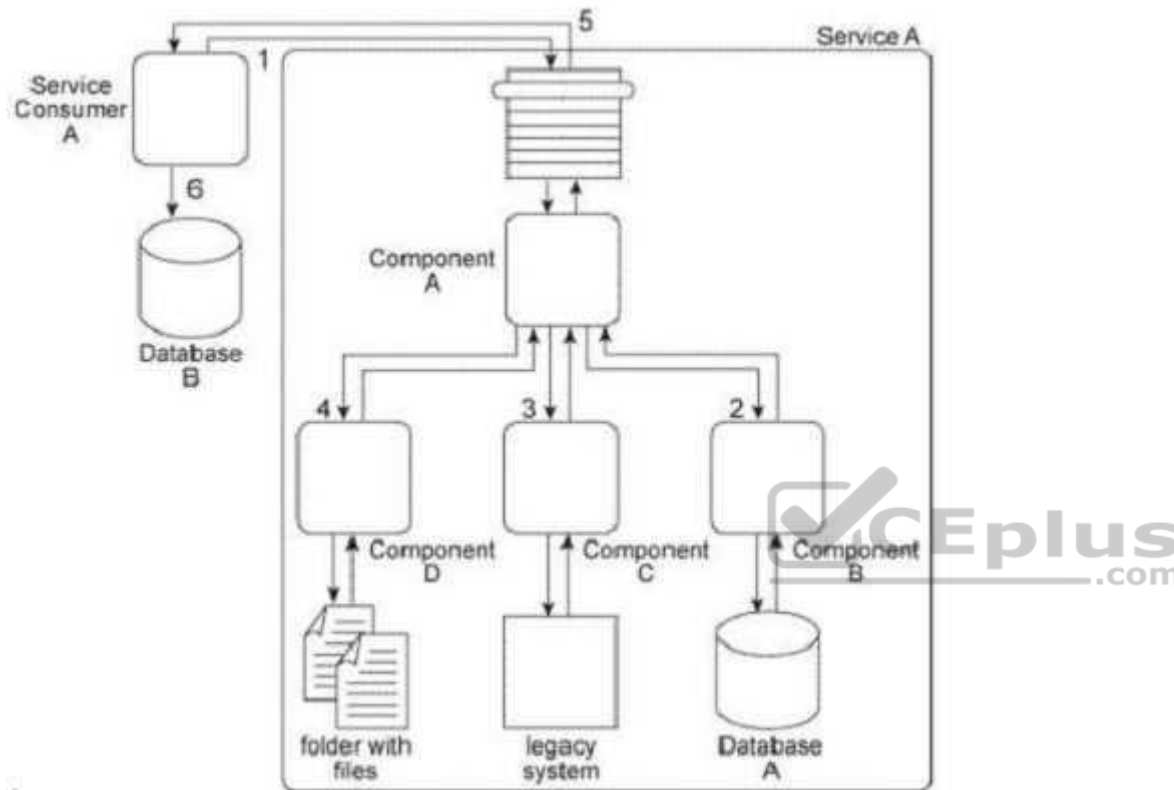 5
Service A
1
Service
Consumer
A
6
Component
A
Database
B
4
3
2
Component
D
Component
C
Component
B
CEplus
.com
folder with
files
legacy
system
Database
A